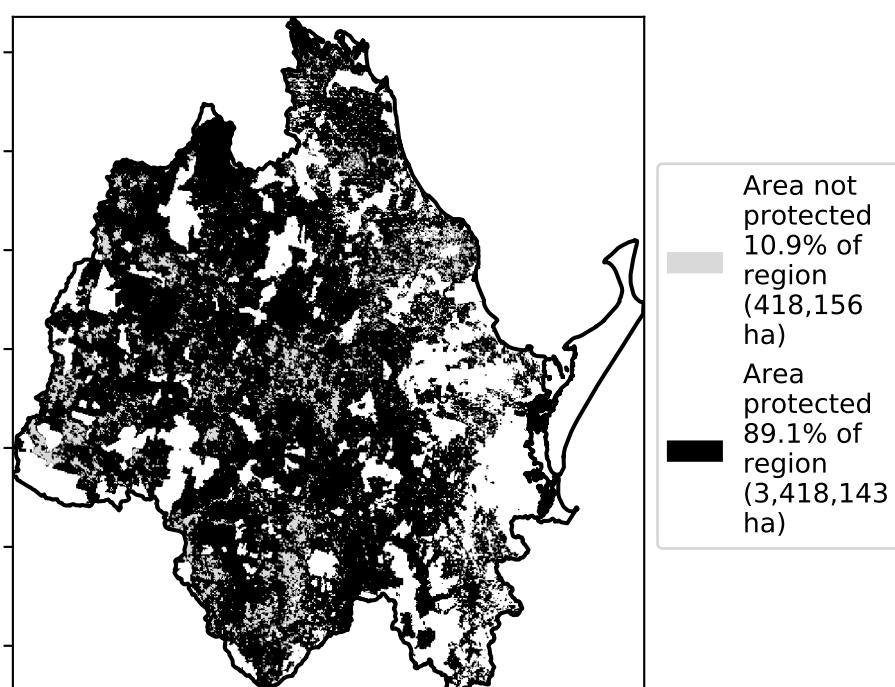 Area not
protected
10.9% of
region
(418,156
ha)
Area
protected
89.1% of
region
(3,418,143
ha)